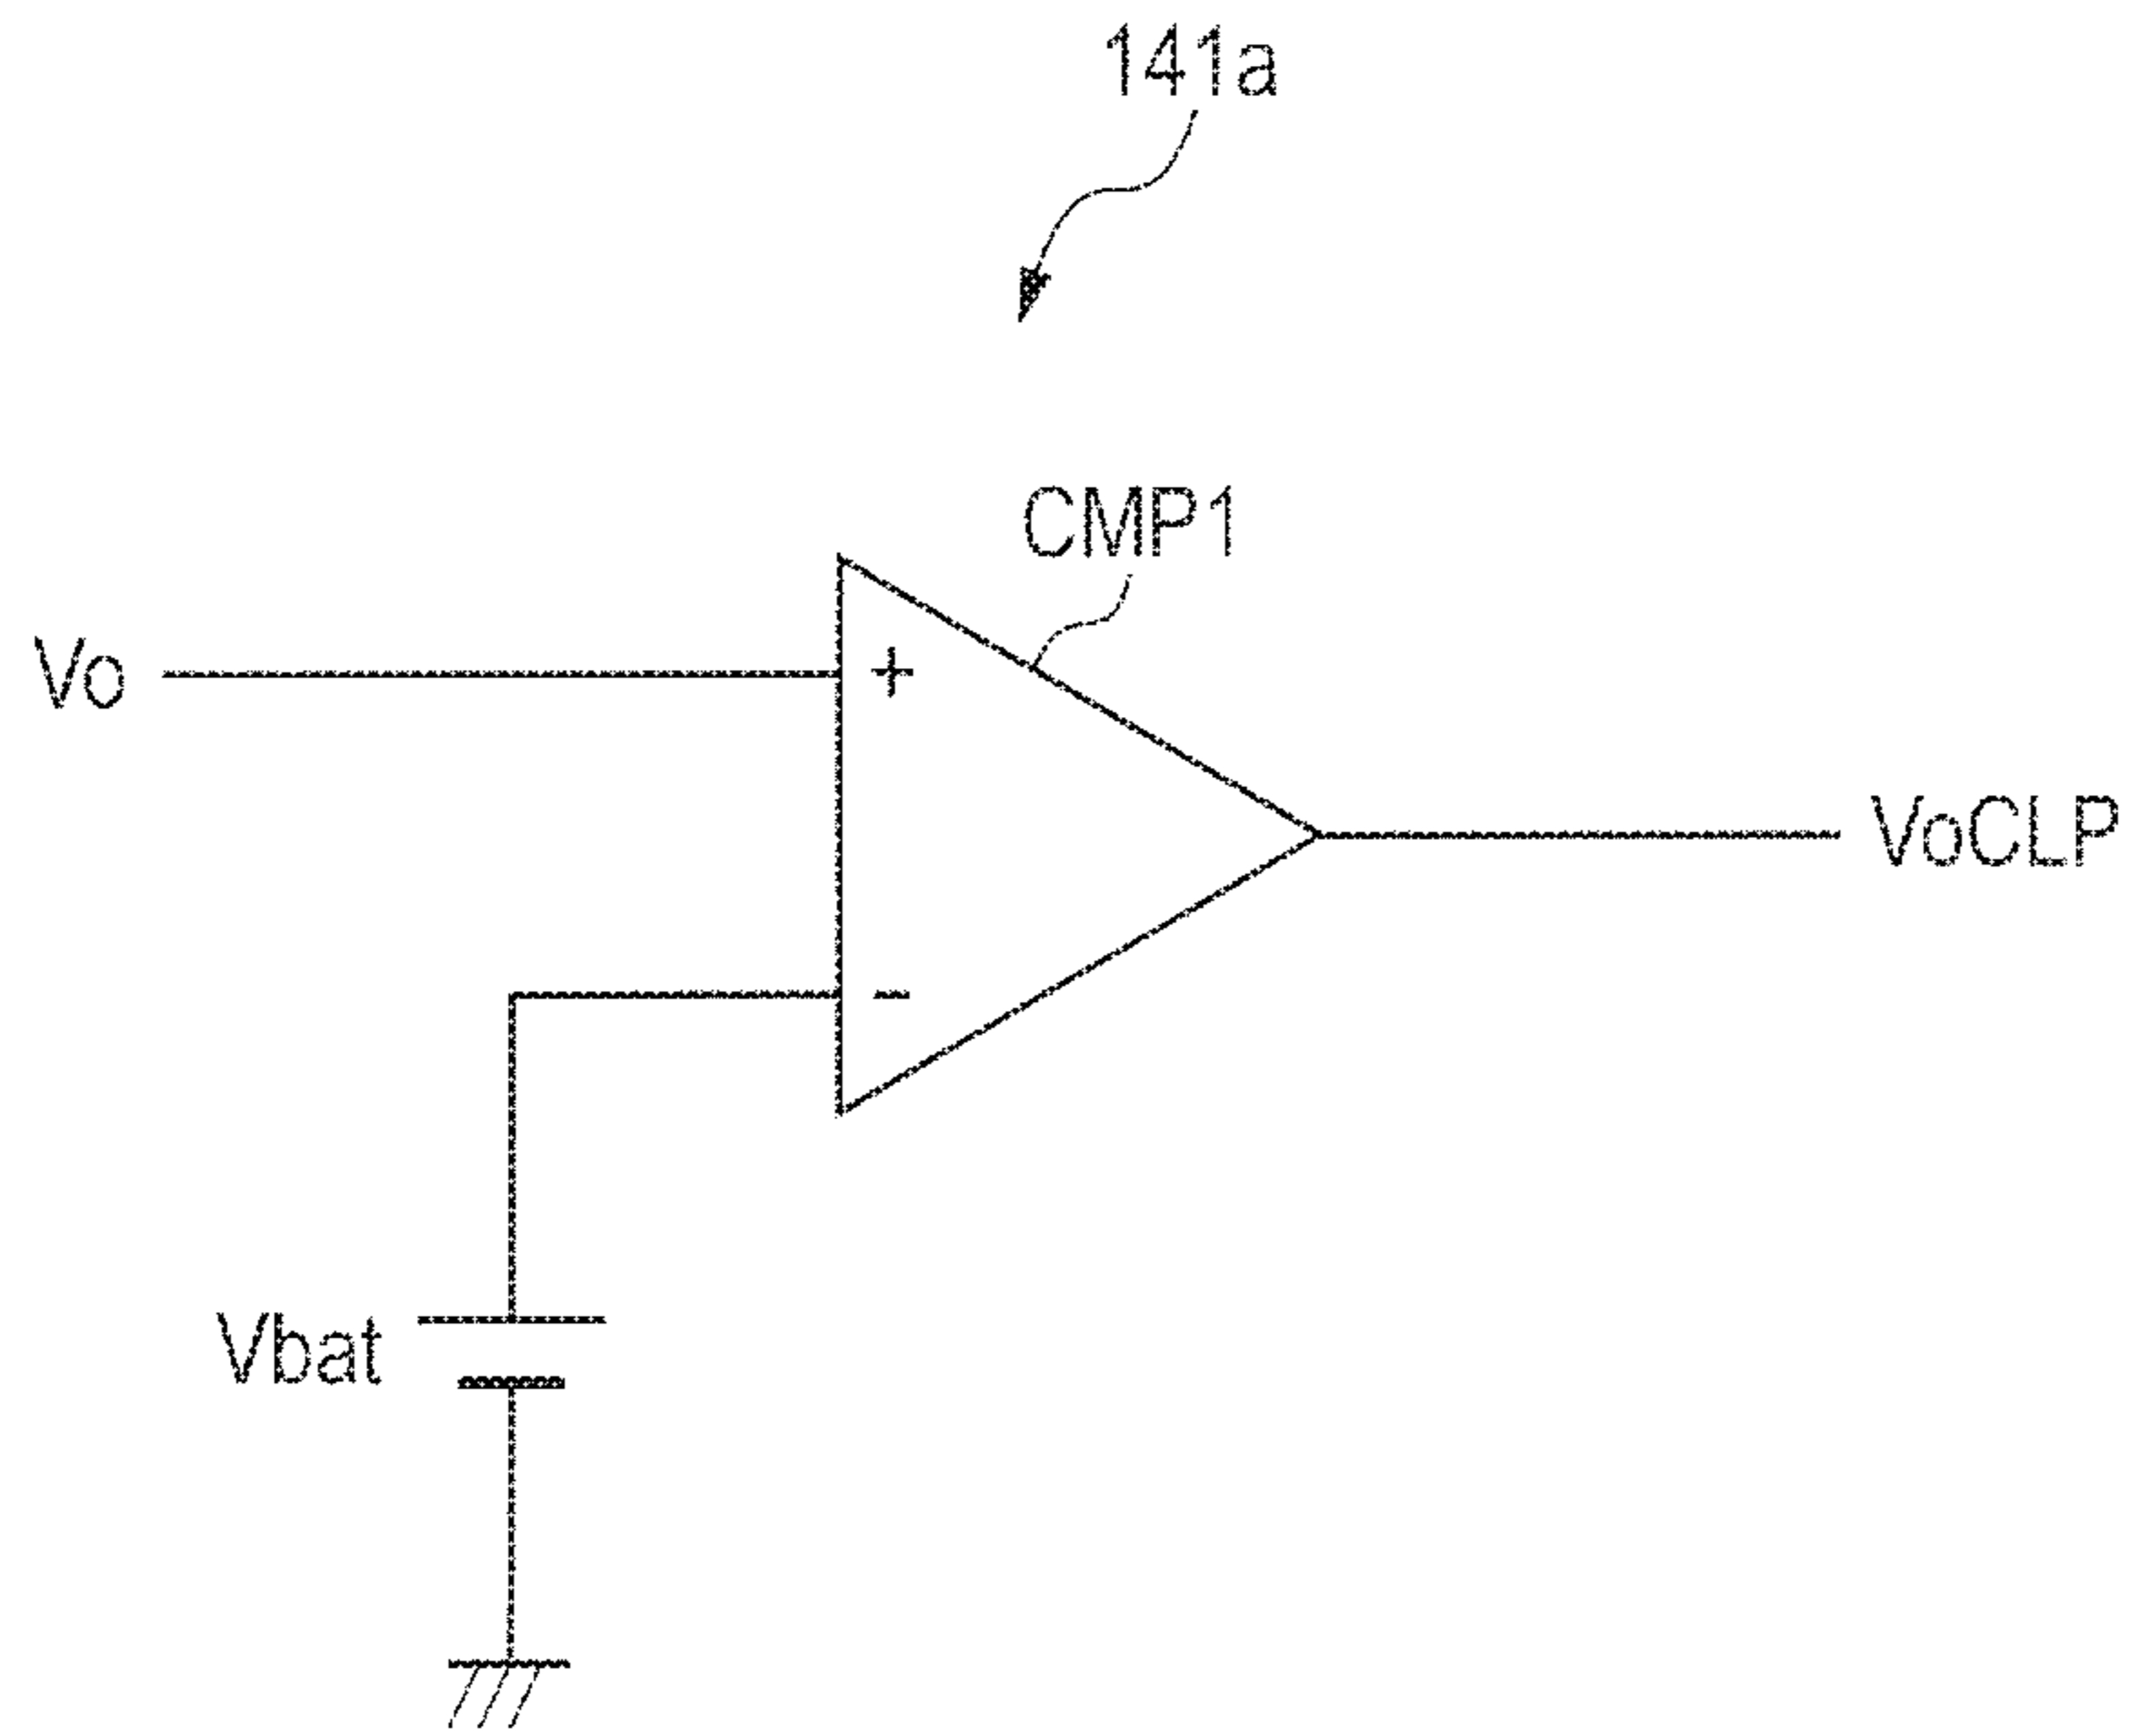 141a
CMP1
Vo
+
VoCLP
-
Vbat